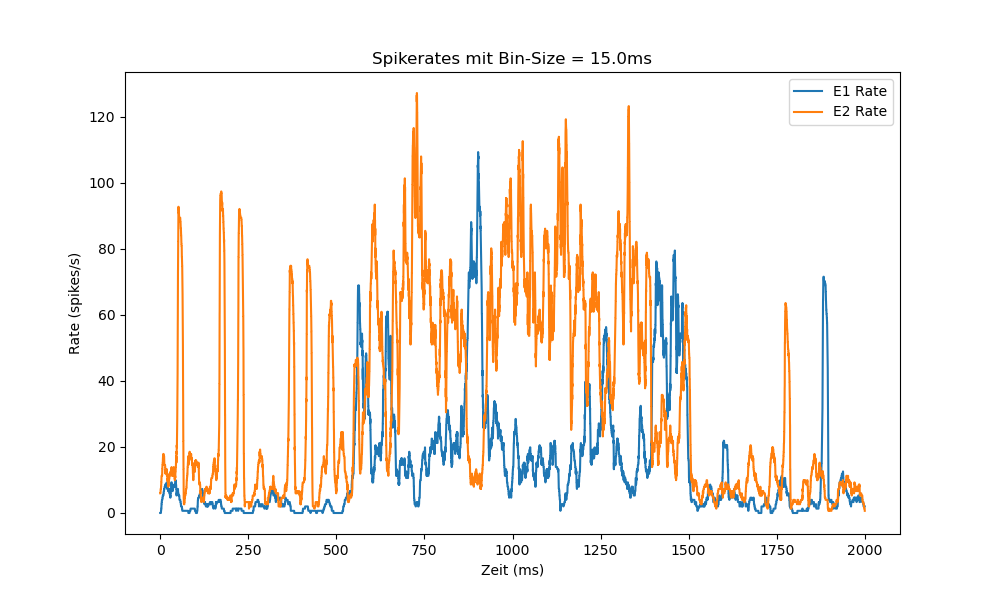 Spikerates mit Bin-Size = 15.0ms
E1 Rate
E2 Rate
120
100
80
60
40
20
0
Rate (spikes/s)
0 250 500 750 1000 1250 1500 1750 2000
Zeit (ms)